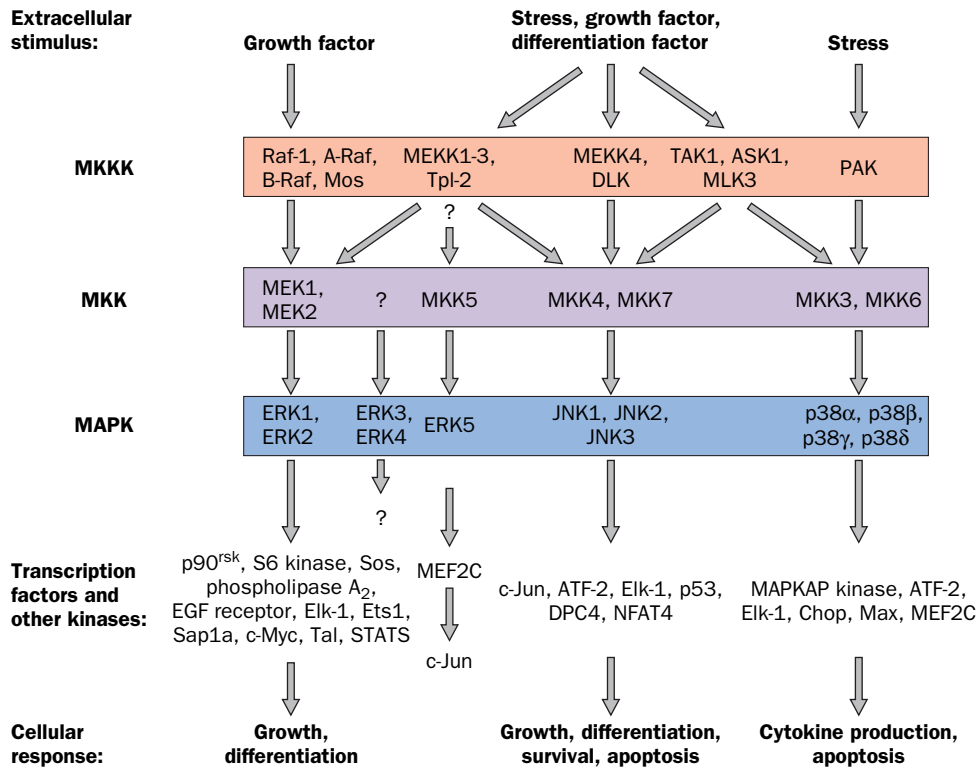 Extracellular
stimulus:
Growth factor
Stress, growth factor,
differentiation factor
Stress
MKKK
Raf-1, A-Raf,
B-Raf, Mos
MEKK1-3,
Tpl-2
MEKK4,
DLK
TAK1, ASK1,
MLK3
PAK
?
MKK
MEK1,
MEK2
?
MKK5
MKK4, MKK7
MKK3, MKK6
MAPK
ERK1,
ERK2
ERK3,
ERK4
ERK5
JNK1, JNK2,
JNK3
p38α, p38β,
p38γ, p38δ
?
Transcription
factors and
other kinases:
p90rsk, S6 kinase, Sos,
phospholipase A2,
EGF receptor, Elk-1, Ets1,
Sap1a, c-Myc, Tal, STATS
MEF2C
c-Jun
c-Jun, ATF-2, Elk-1, p53,
DPC4, NFAT4
MAPKAP kinase, ATF-2,
Elk-1, Chop, Max, MEF2C
Cellular
response:
Growth,
differentiation
Growth, differentiation,
survival, apoptosis
Cytokine production,
apoptosis